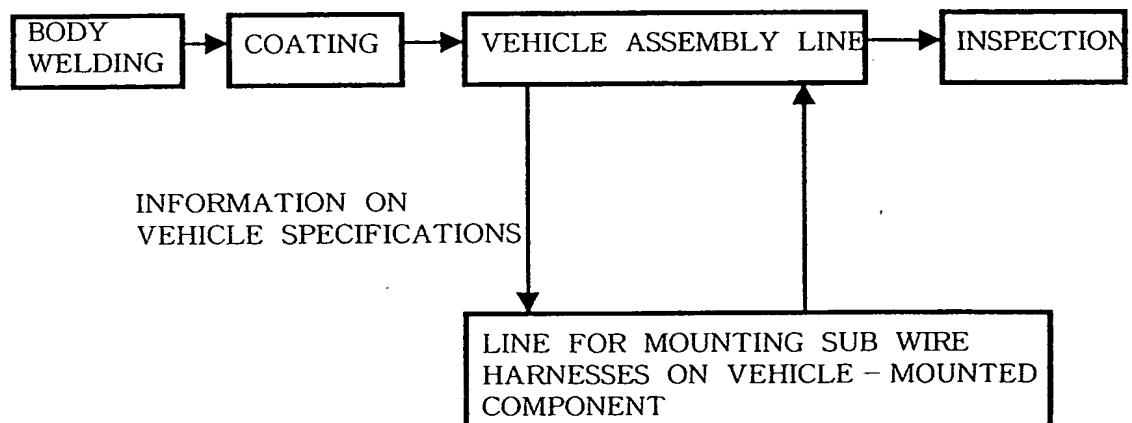 BODY
WELDING
COATING
VEHICLE ASSEMBLY LINE
INSPECTION
INFORMATION ON
VEHICLE SPECIFICATIONS
LINE FOR MOUNTING SUB WIRE
HARNESSES ON VEHICLE – MOUNTED
COMPONENT